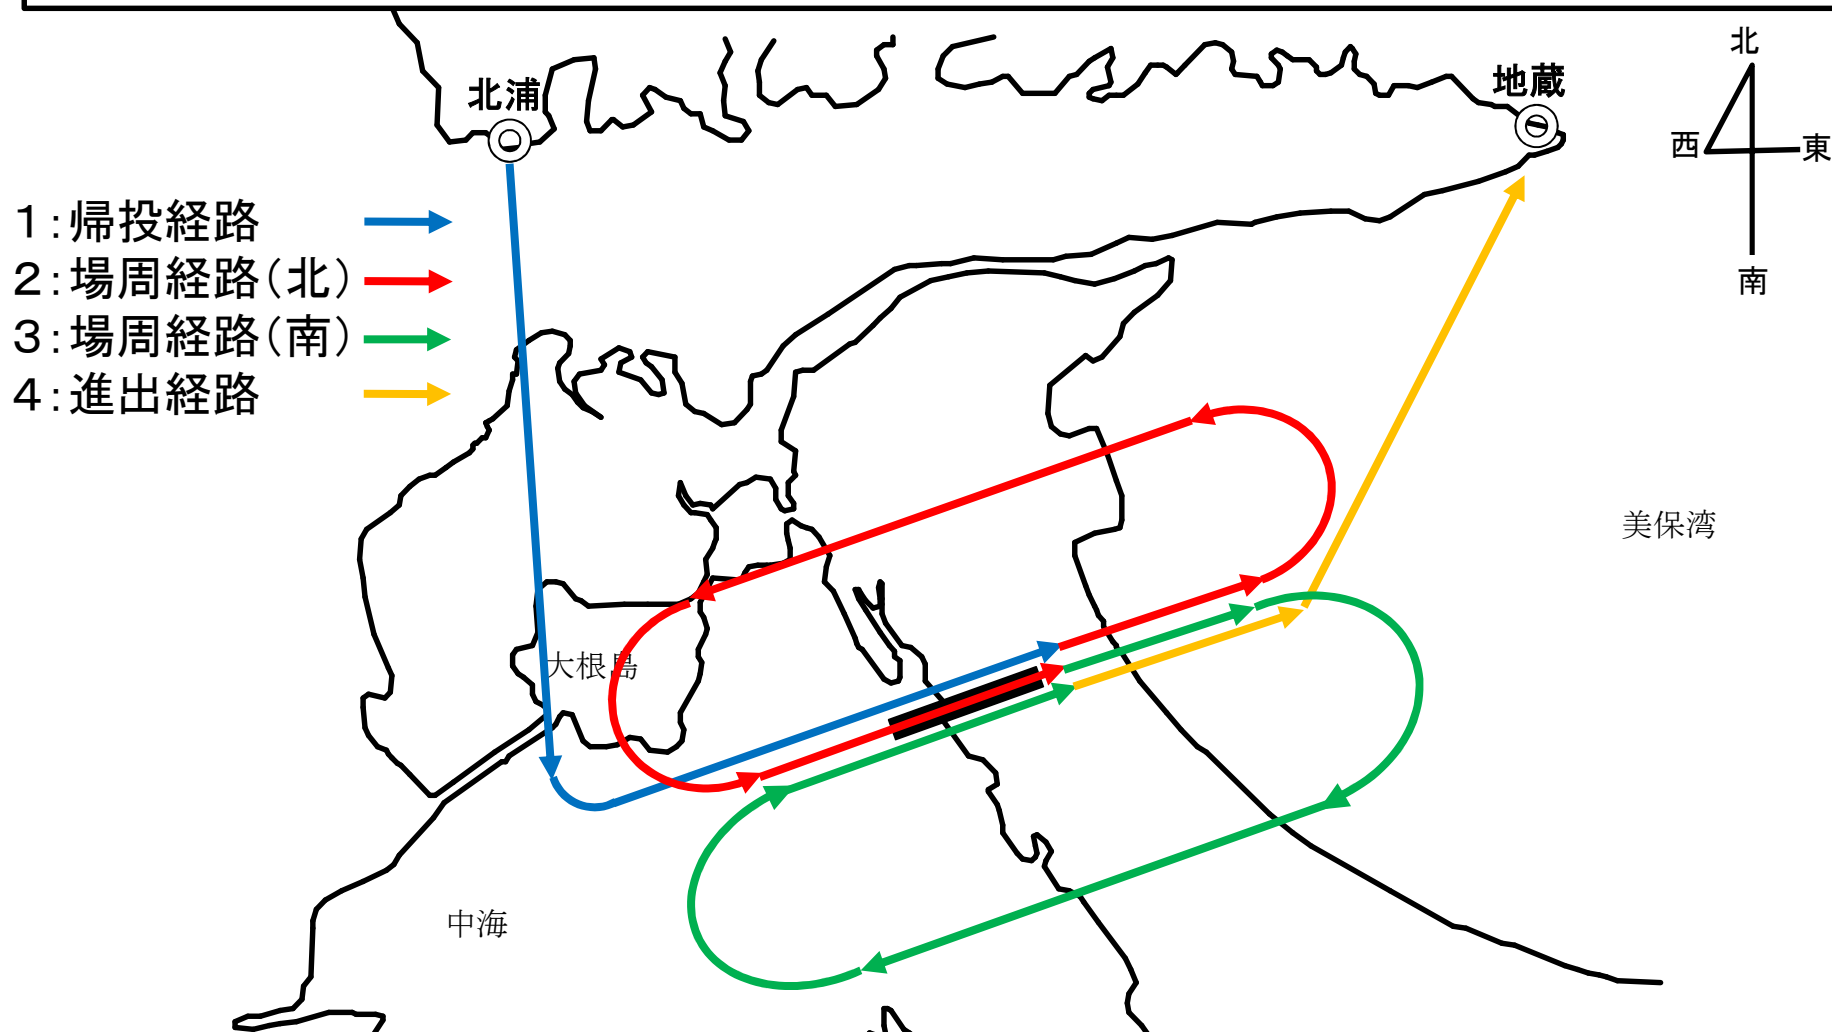 北浦
地蔵
北
西
東
南
1:帰投経路
2:場周経路(北)
3:場周経路(南)
4:進出経路
美保湾
大根島
中海